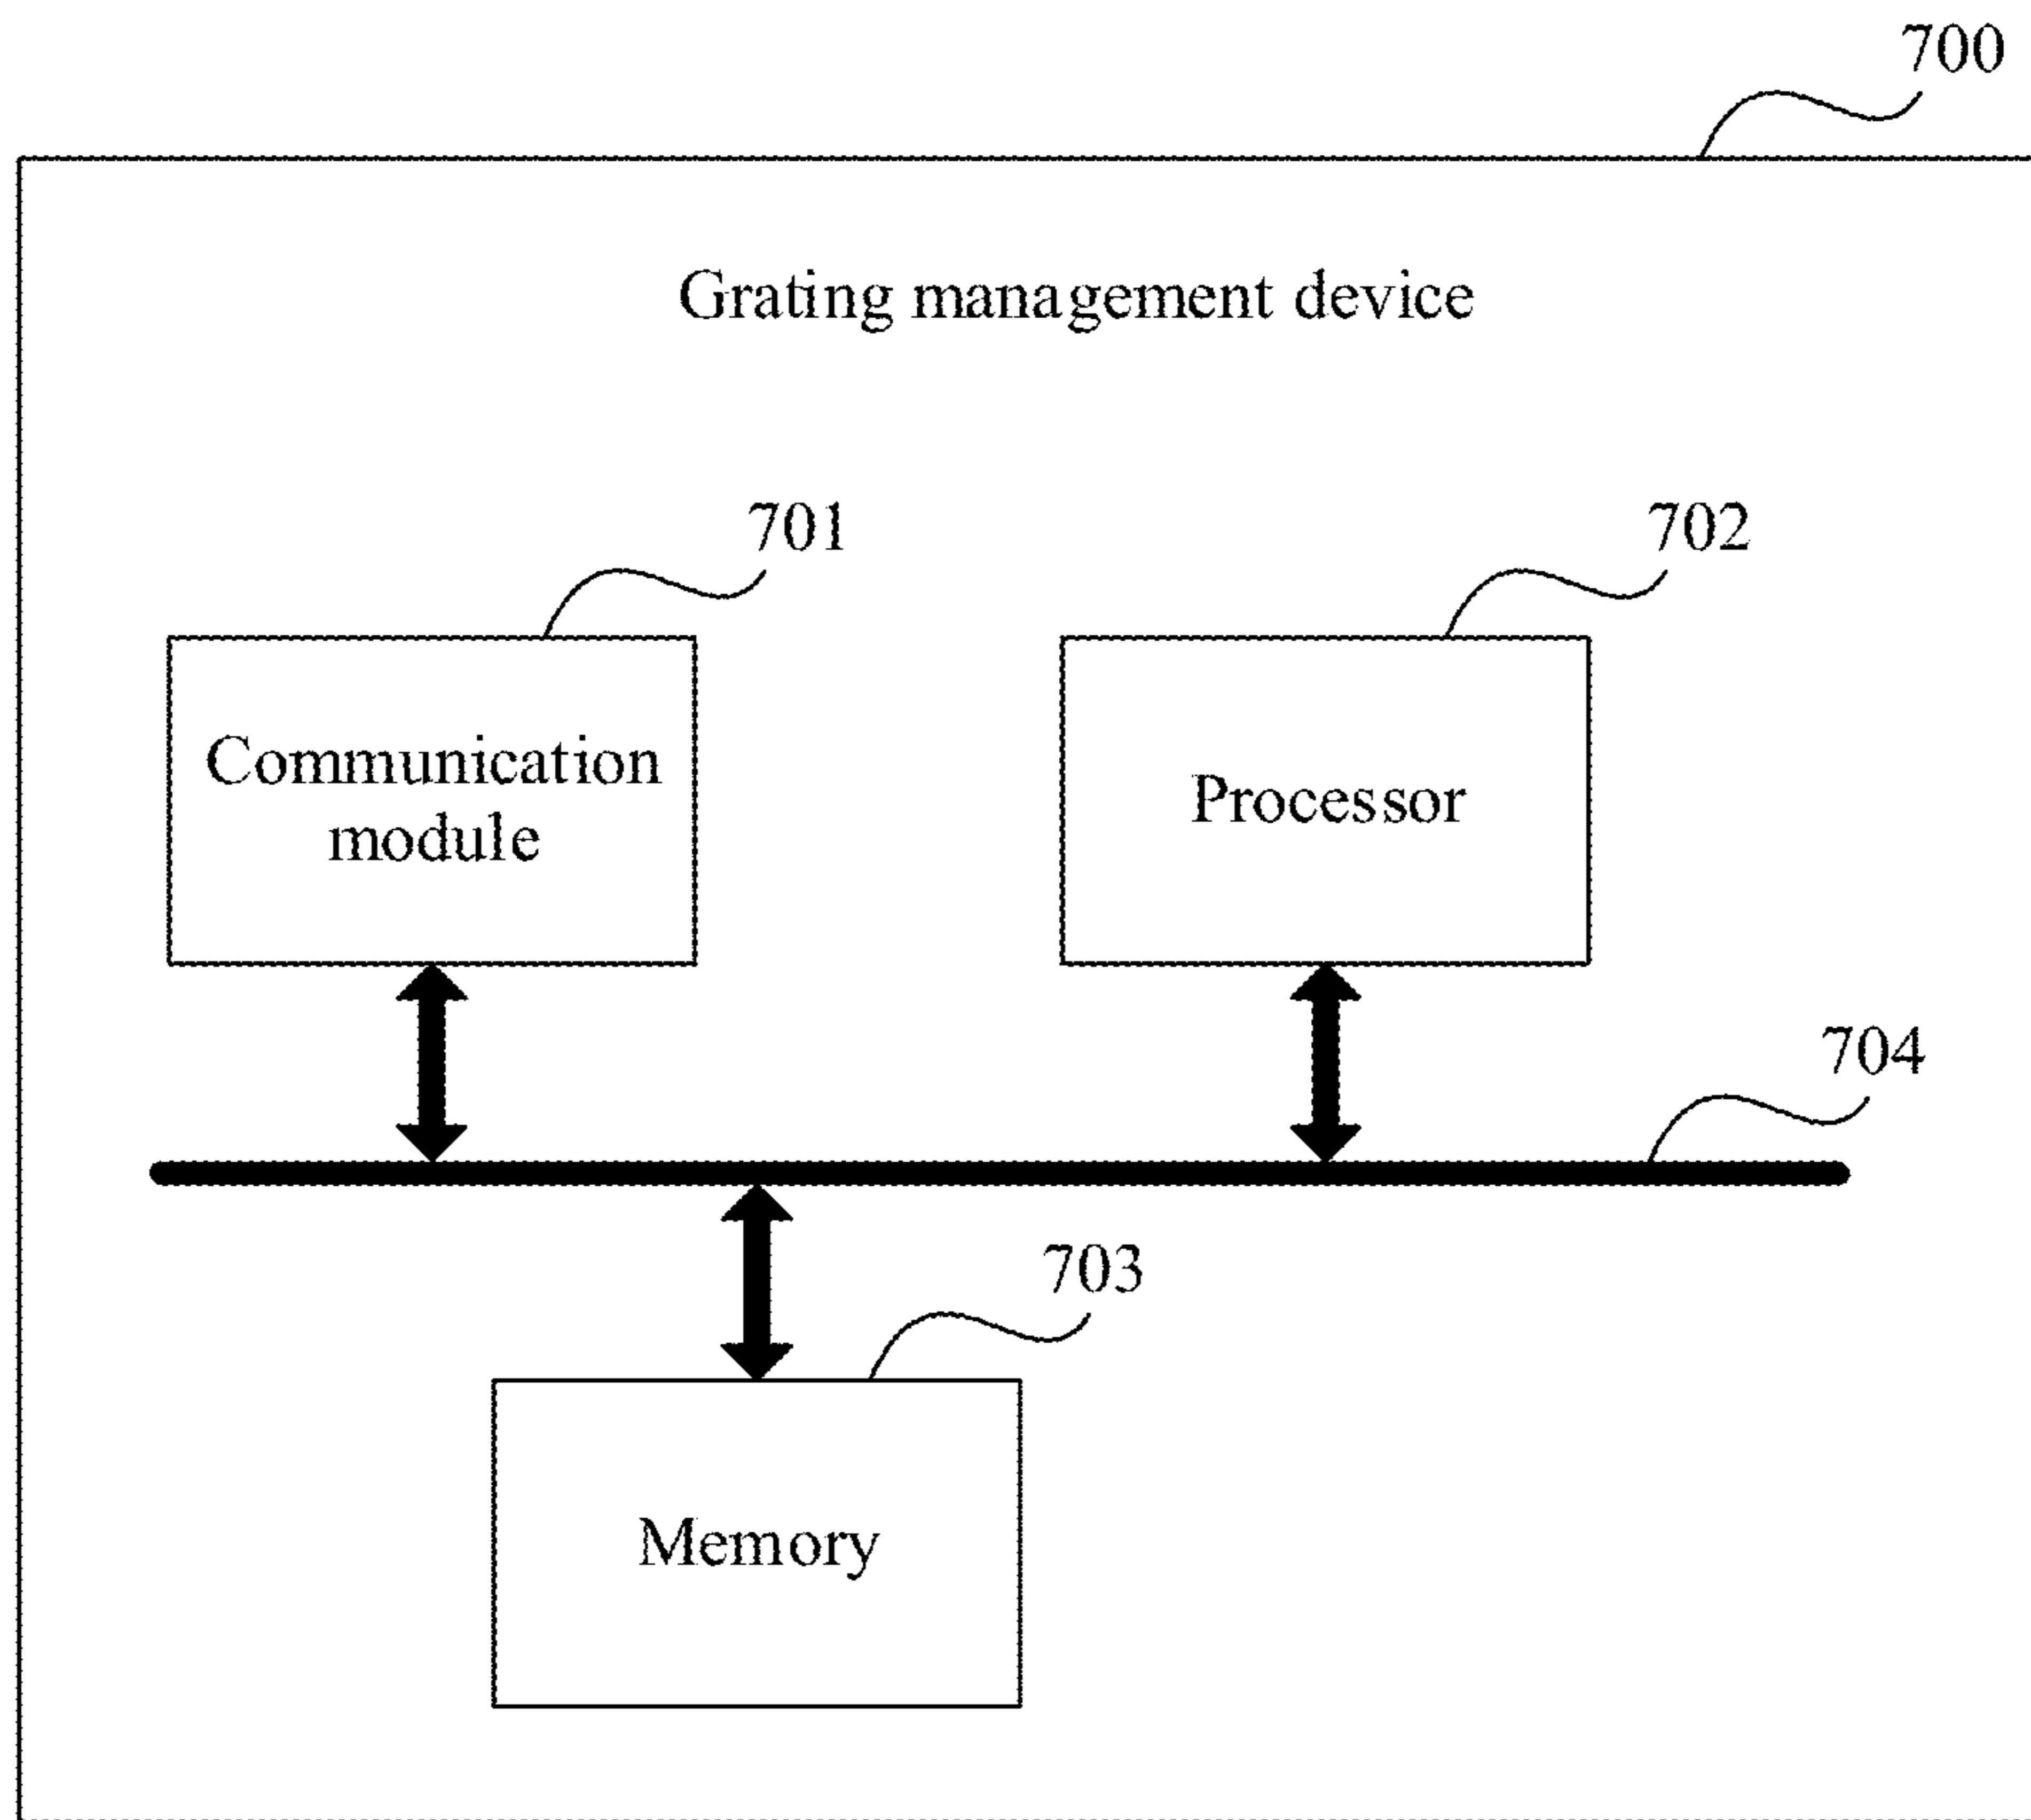 700
Grating management device
701
702
Communication
module
Processor
704
703
Memory